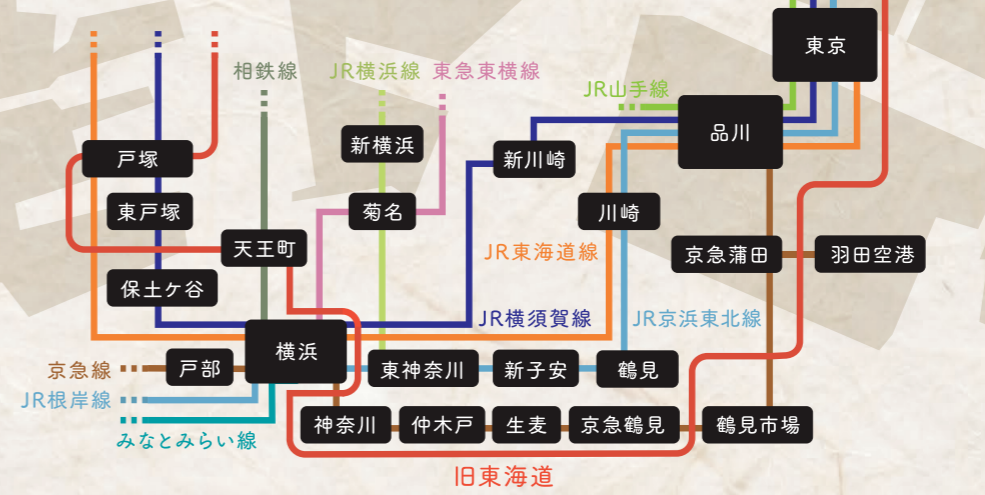 東京
相鉄線
JR横浜線
東急東横線
JR山手線
品川
新横浜
新川崎
戸塚
東戸塚
菊名
川崎
天王町
JR東海道線
京急蒲田
羽田空港
保土ケ谷
JR横須賀線
JR京浜東北線
横浜
京急線
戸部
東神奈川
新子安
鶴見
JR根岸線
みなとみらい線
神奈川
仲木戸
生麦
京急鶴見
鶴見市場
旧東海道